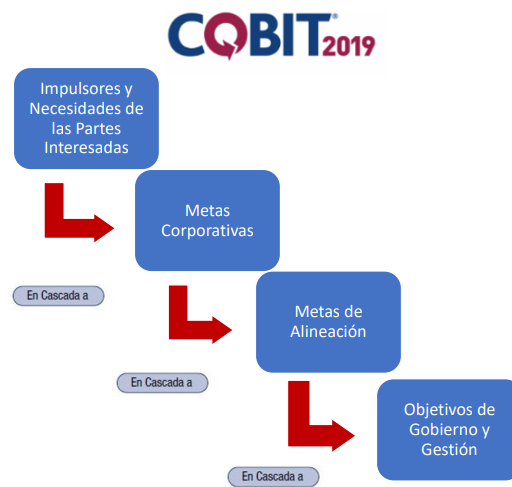 COBIT 2019
Impulsores y
Necesidades de
las Partes
Interesadas
Metas
Corporativas
En Cascada a
Metas de
Alineación
En Cascada a
Objetivos de
Gobierno y
Gestión
En Cascada a